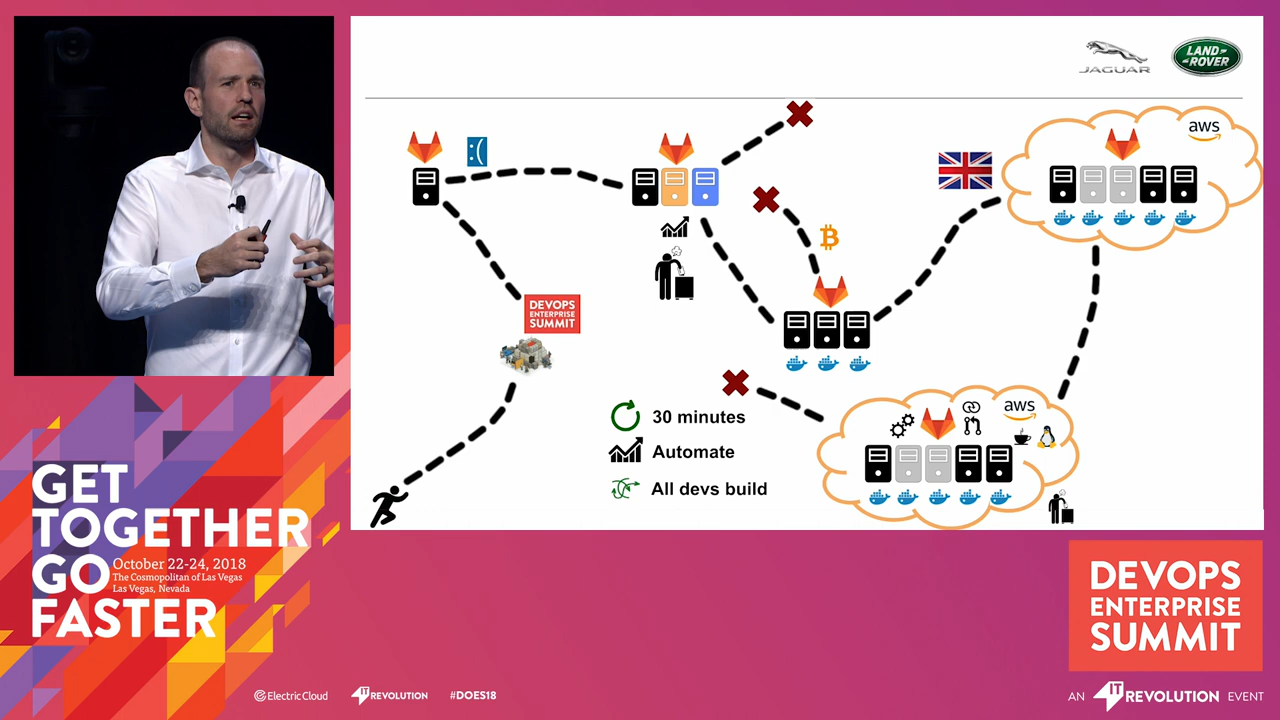 JAGUAR
LAND
ROVER
:(
aws
DEVOPS
ENTERPRISE
SUMMIT
aws
30 minutes
Automate
All devs build
GET
TOGETHER
GO
FASTER
October 22-24, 2018
The Cosmopolitan of Las Vegas
Las Vegas, Nevada
DEVOPS
ENTERPRISE
SUMMIT
ElectricCloud
IT REVOLUTION
#DOES18
AN IT REVOLUTION EVENT